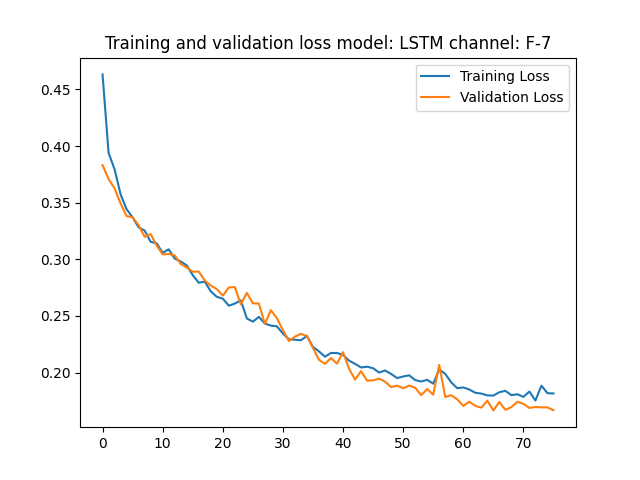 Training and validation loss model: LSTM channel: F-7
Training Loss
Validation Loss
0.45
0.40
0.35
0.30
0.25
0.20
0 10 20 30 40 50 60 70